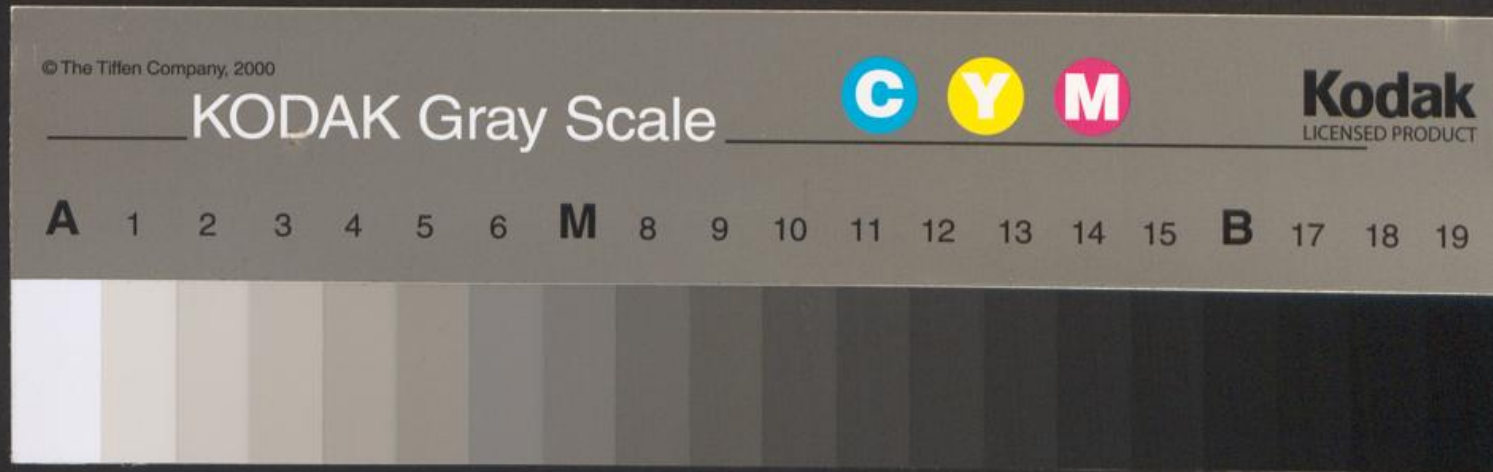 © The Tiffen Company, 2000
KODAK Gray Scale
C Y M
Kodak
LICENSED PRODUCT
A 1 2 3 4 5 6 M 8 9 10 11 12 13 14 15 B 17 18 19